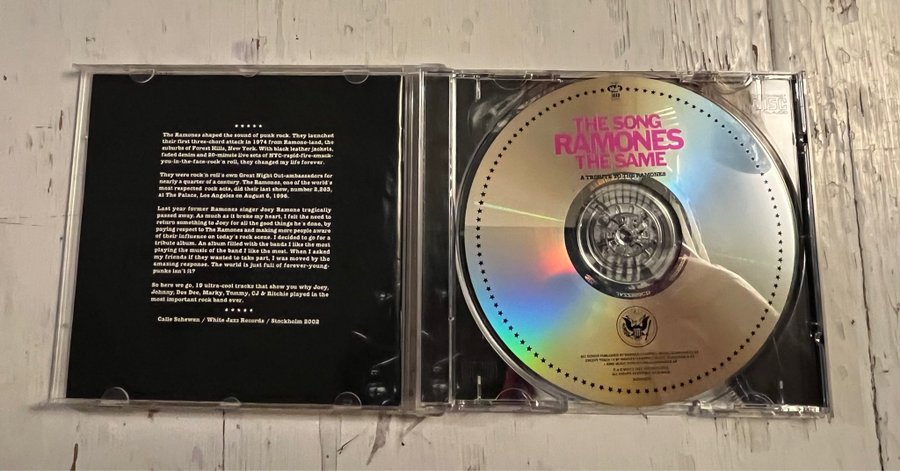 ★★★★★
The Ramones shaped the sound of punk rock. They launched
their first three-chord attack in 1974 from Ramone-land, the
suburbs of Forest Hills, New York. With black leather jackets,
faded denim and 20-minute live sets of NYC-rapid-fire-smack-
you-in-the-face-rock'n roll, they changed my life forever.
They were rock'n roll's own Great Night Out-ambassadors for
nearly a quarter of a century. The Ramones, one of the world's
most respected rock acts, did their last show, number 2,263,
at The Palace, Los Angeles on August 6, 1996.
Last year former Ramones singer Joey Ramone tragically
passed away. As much as it broke my heart, I felt the need to
return something to Joey for all the good things he's done, by
paying respect to The Ramones and making more people aware
of their influence on today's rock scene. I decided to go for a
tribute album. An album filled with the bands I like the most
playing the music of the band I like the most. When I asked
my friends if they wanted to take part, I was moved by the
amazing response. The world is just full of forever-young-
punks isn't it?
So here we go, 19 ultra-cool tracks that show you why Joey,
Johnny, Dee Dee, Marky, Tommy, CJ & Ritchie played in the
most important rock band ever.
★★★★★
Calle Schewen / White Jazz Records / Stockholm 2002
THE SONG
RAMONES
THE SAME
A TRIBUTE TO THE RAMONES
DISC